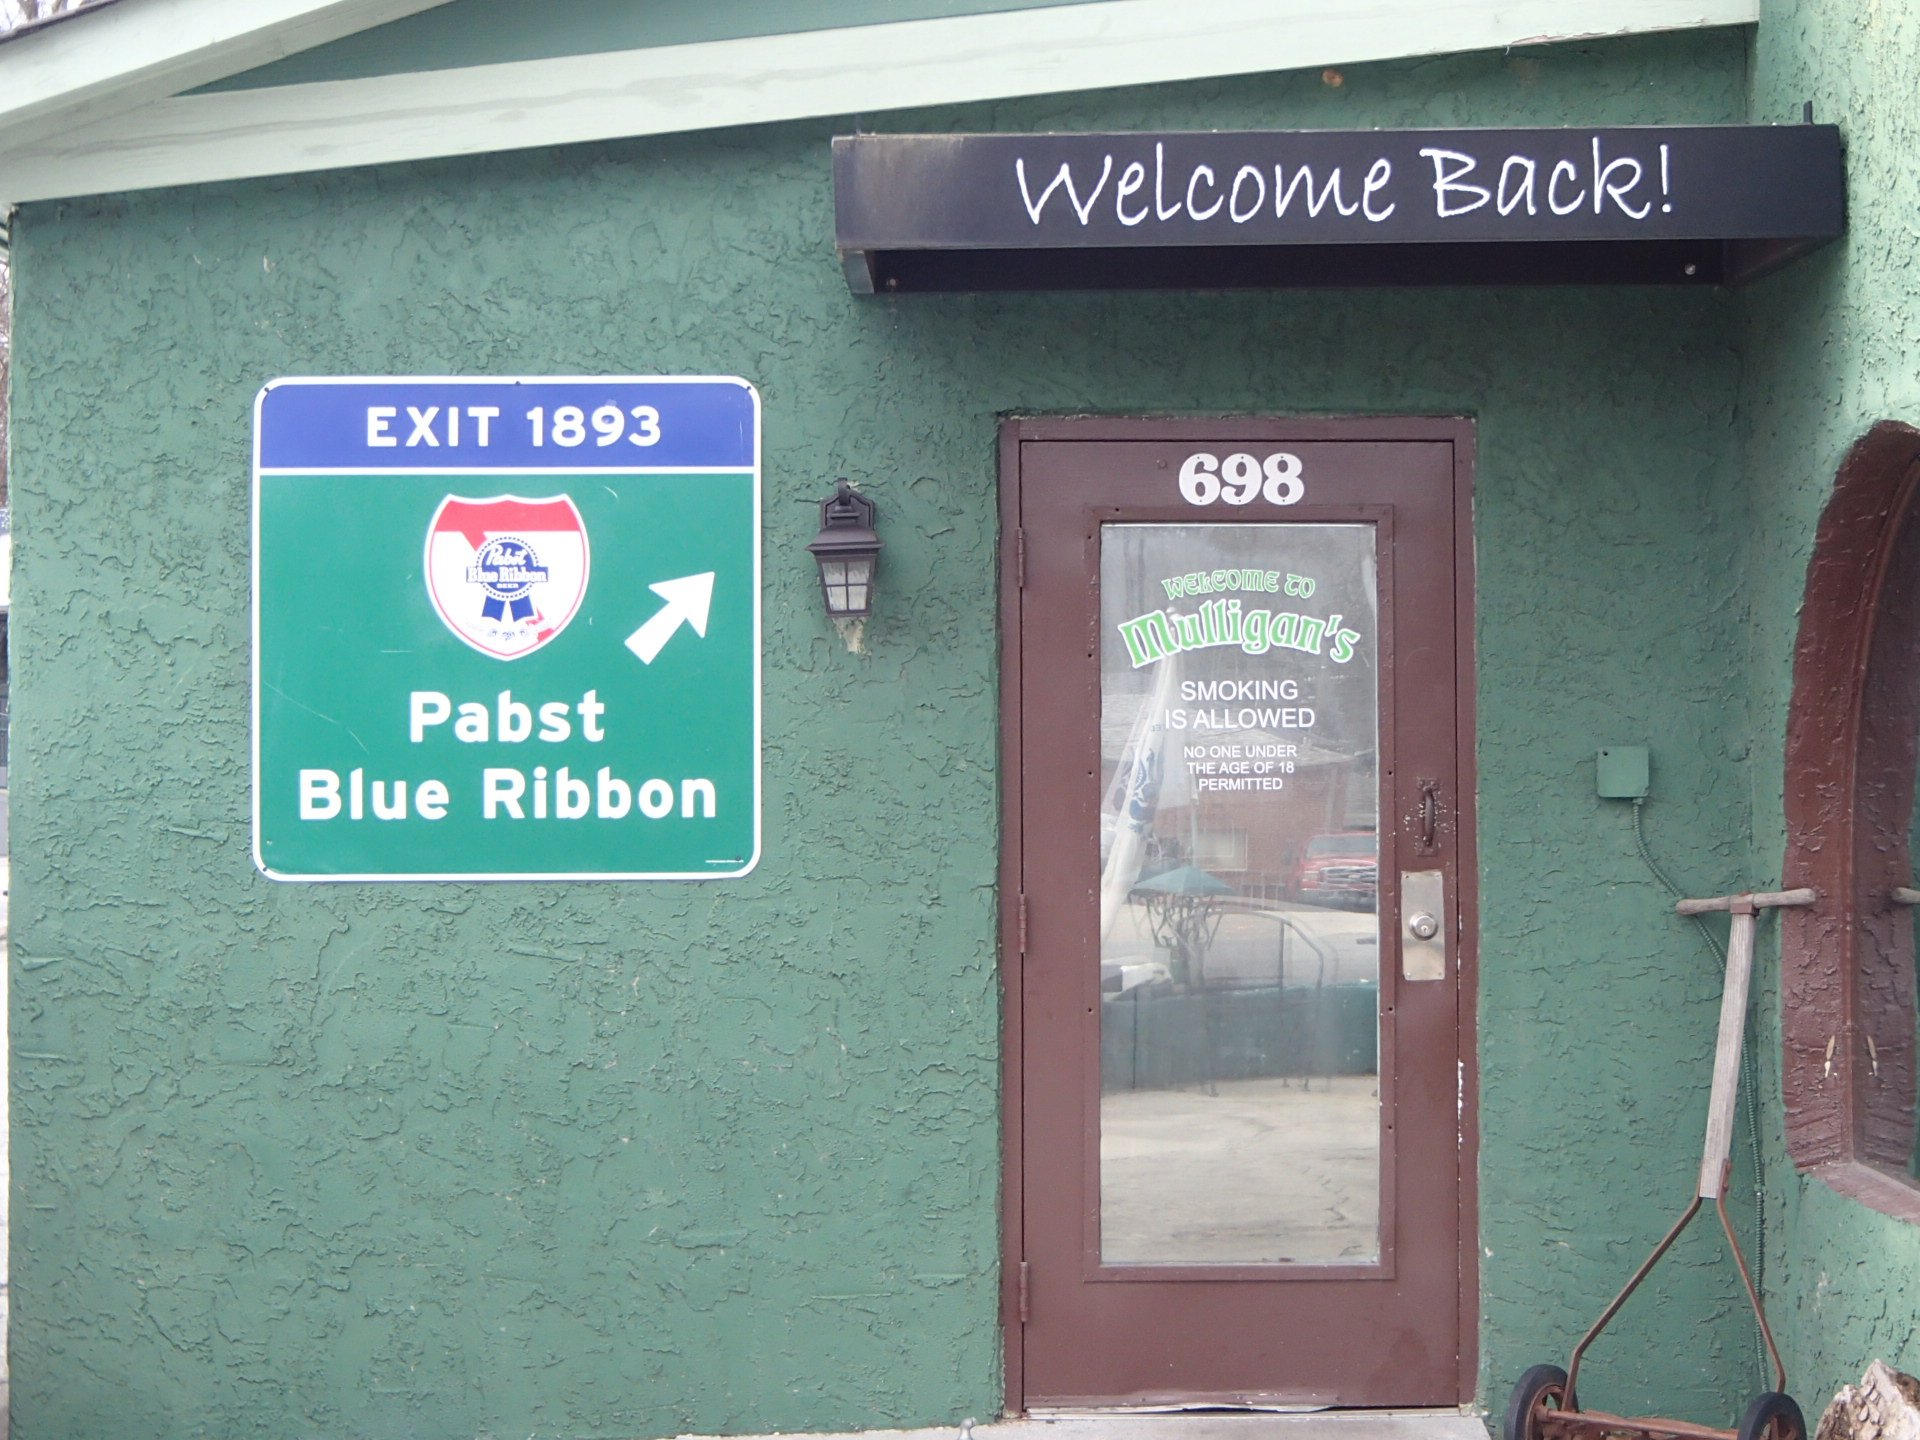 Welcome Back!
EXIT 1893
Pabst
Blue Ribbon
BEER
Pabst
Blue Ribbon
698
WELCOME TO
Mulligan's
SMOKING
IS ALLOWED
NO ONE UNDER
THE AGE OF 18
PERMITTED